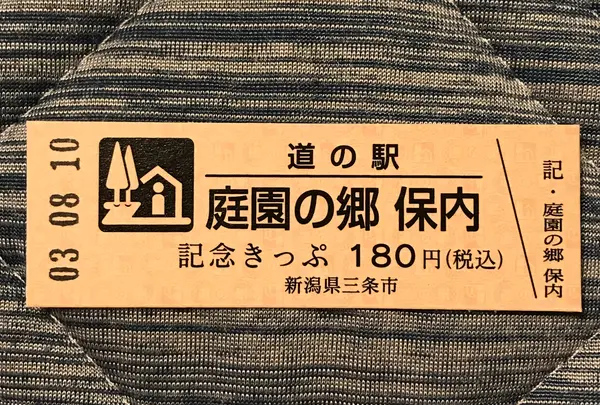 03 08 10
道の駅
庭園の郷 保内
記念きっぷ 180円(税込)
新潟県三条市
記・庭園の郷 保内